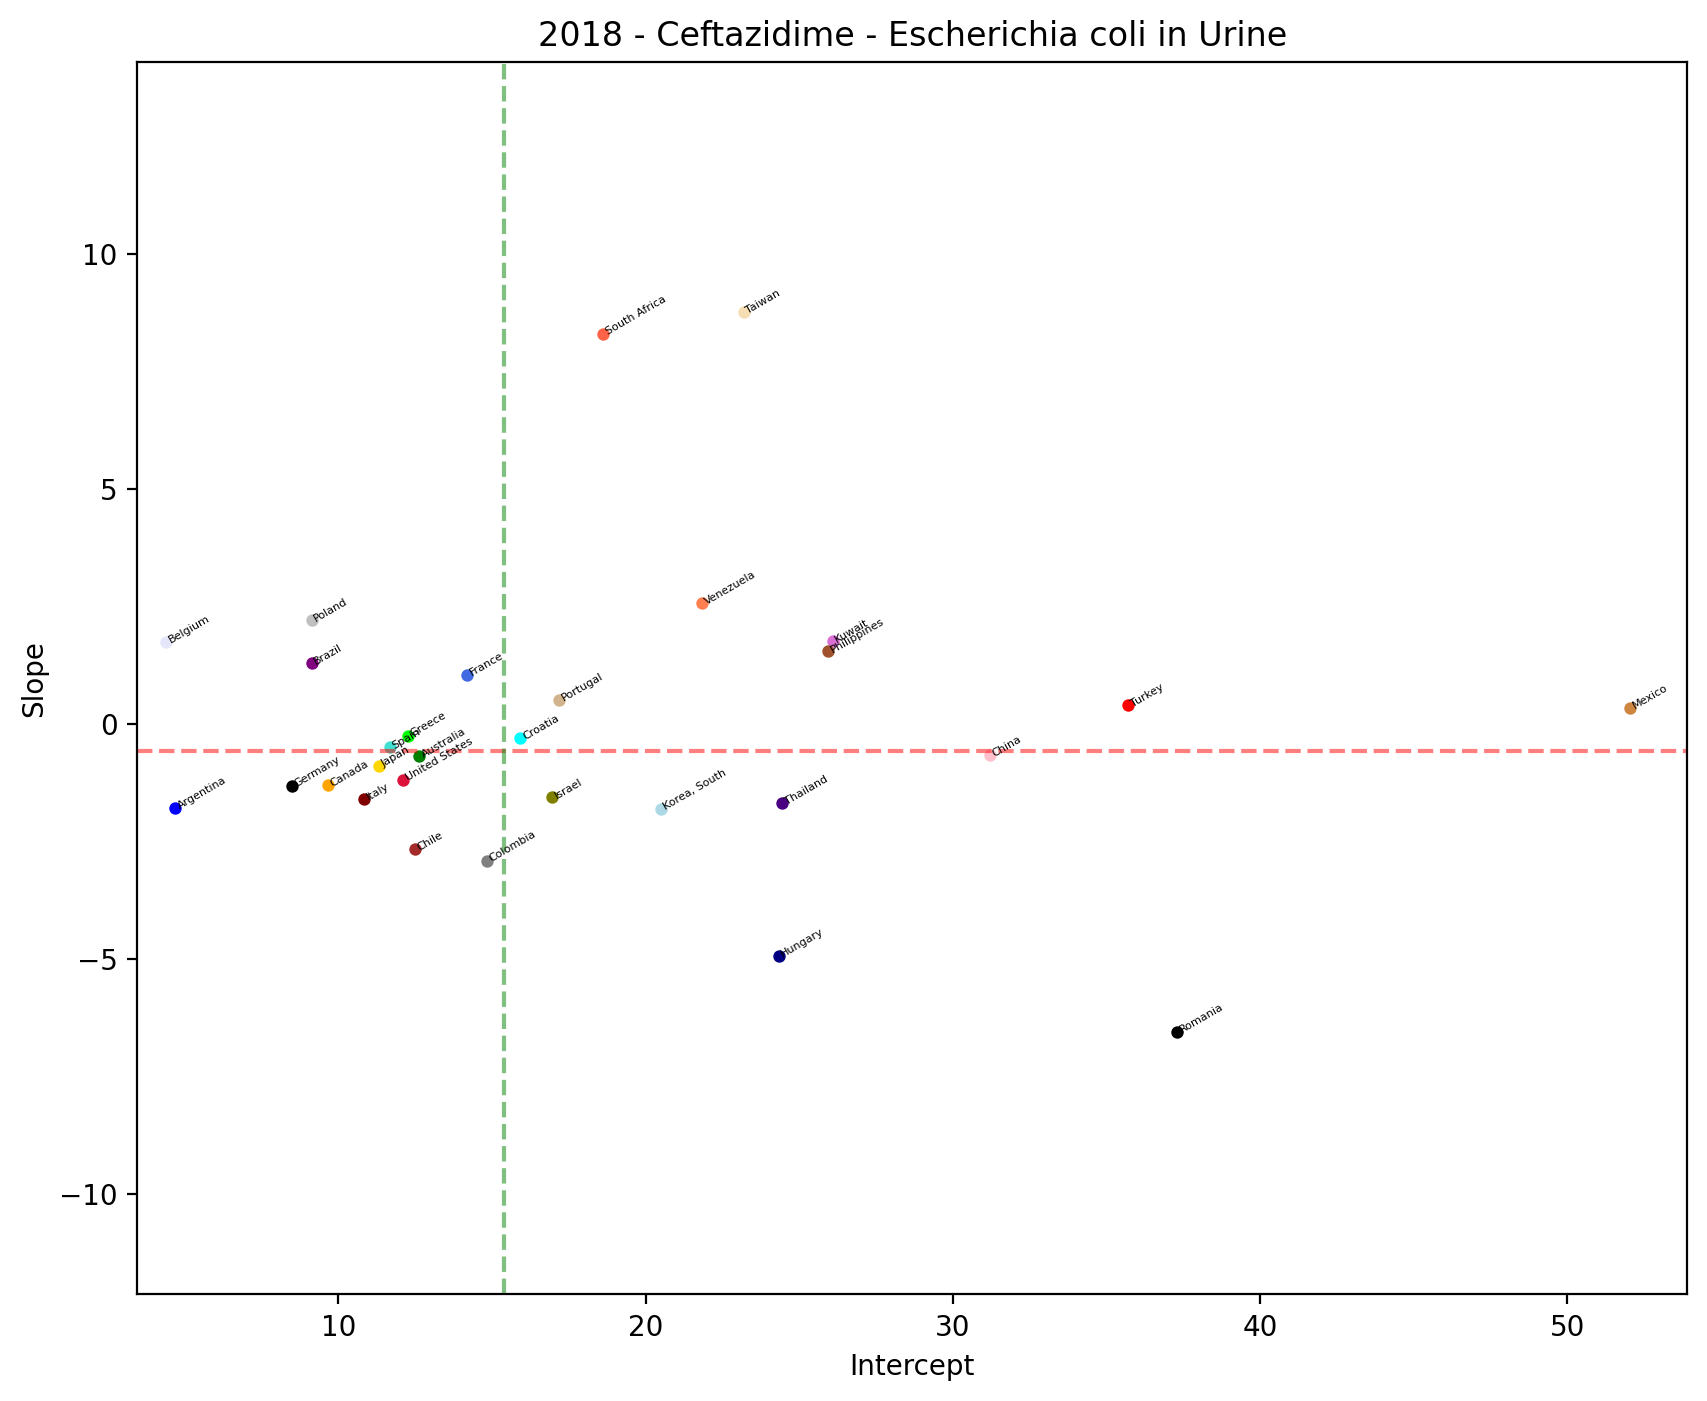 2018 - Ceftazidime - Escherichia coli in Urine
Slope
10
5
0
−5
−10
Taiwan
South Africa
Venezuela
Poland
Belgium
Kuwait
Philippines
Brazil
France
Portugal
Turkey
Mexico
Greece
Croatia
Spain
Australia
China
Japan
United States
Germany
Canada
Argentina
Italy
Israel
Korea, South
Thailand
Chile
Colombia
Hungary
Romania
10
20
30
40
50
Intercept